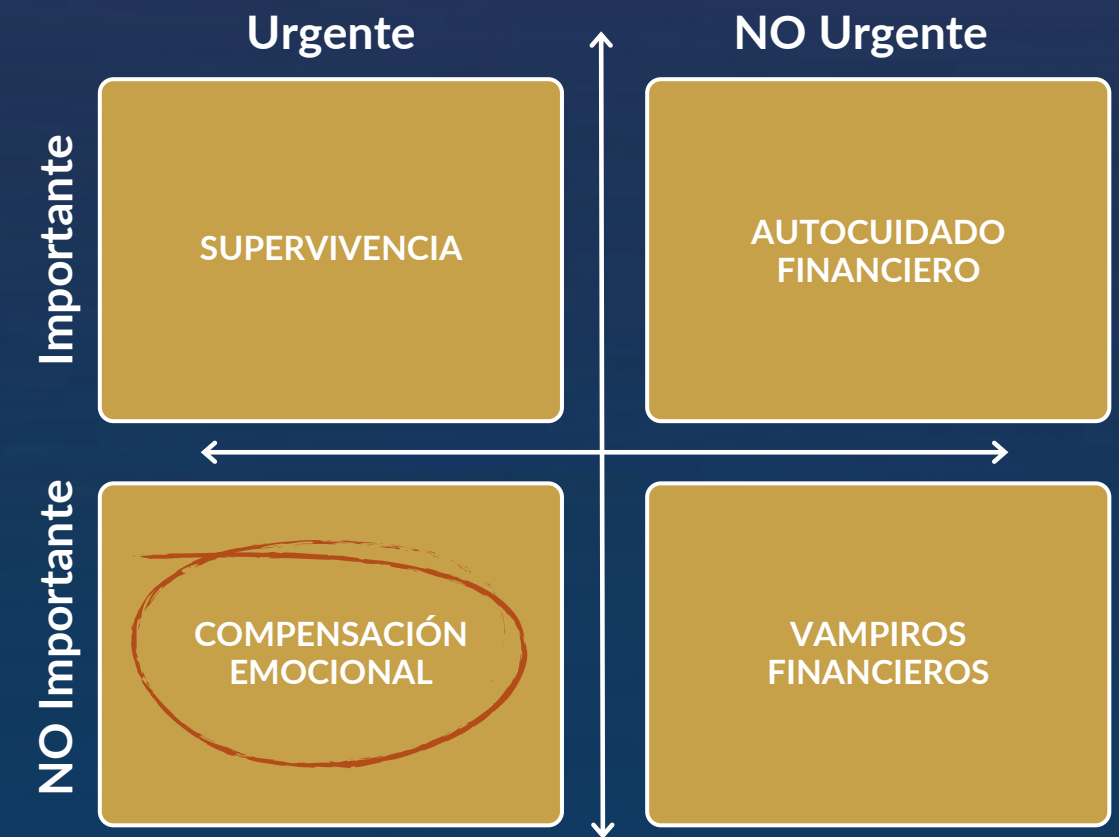 Urgente
NO Urgente
Importante
SUPERVIVENCIA
AUTOCUIDADO
FINANCIERO
NO Importante
COMPENSACIÓN
EMOCIONAL
VAMPIROS
FINANCIEROS